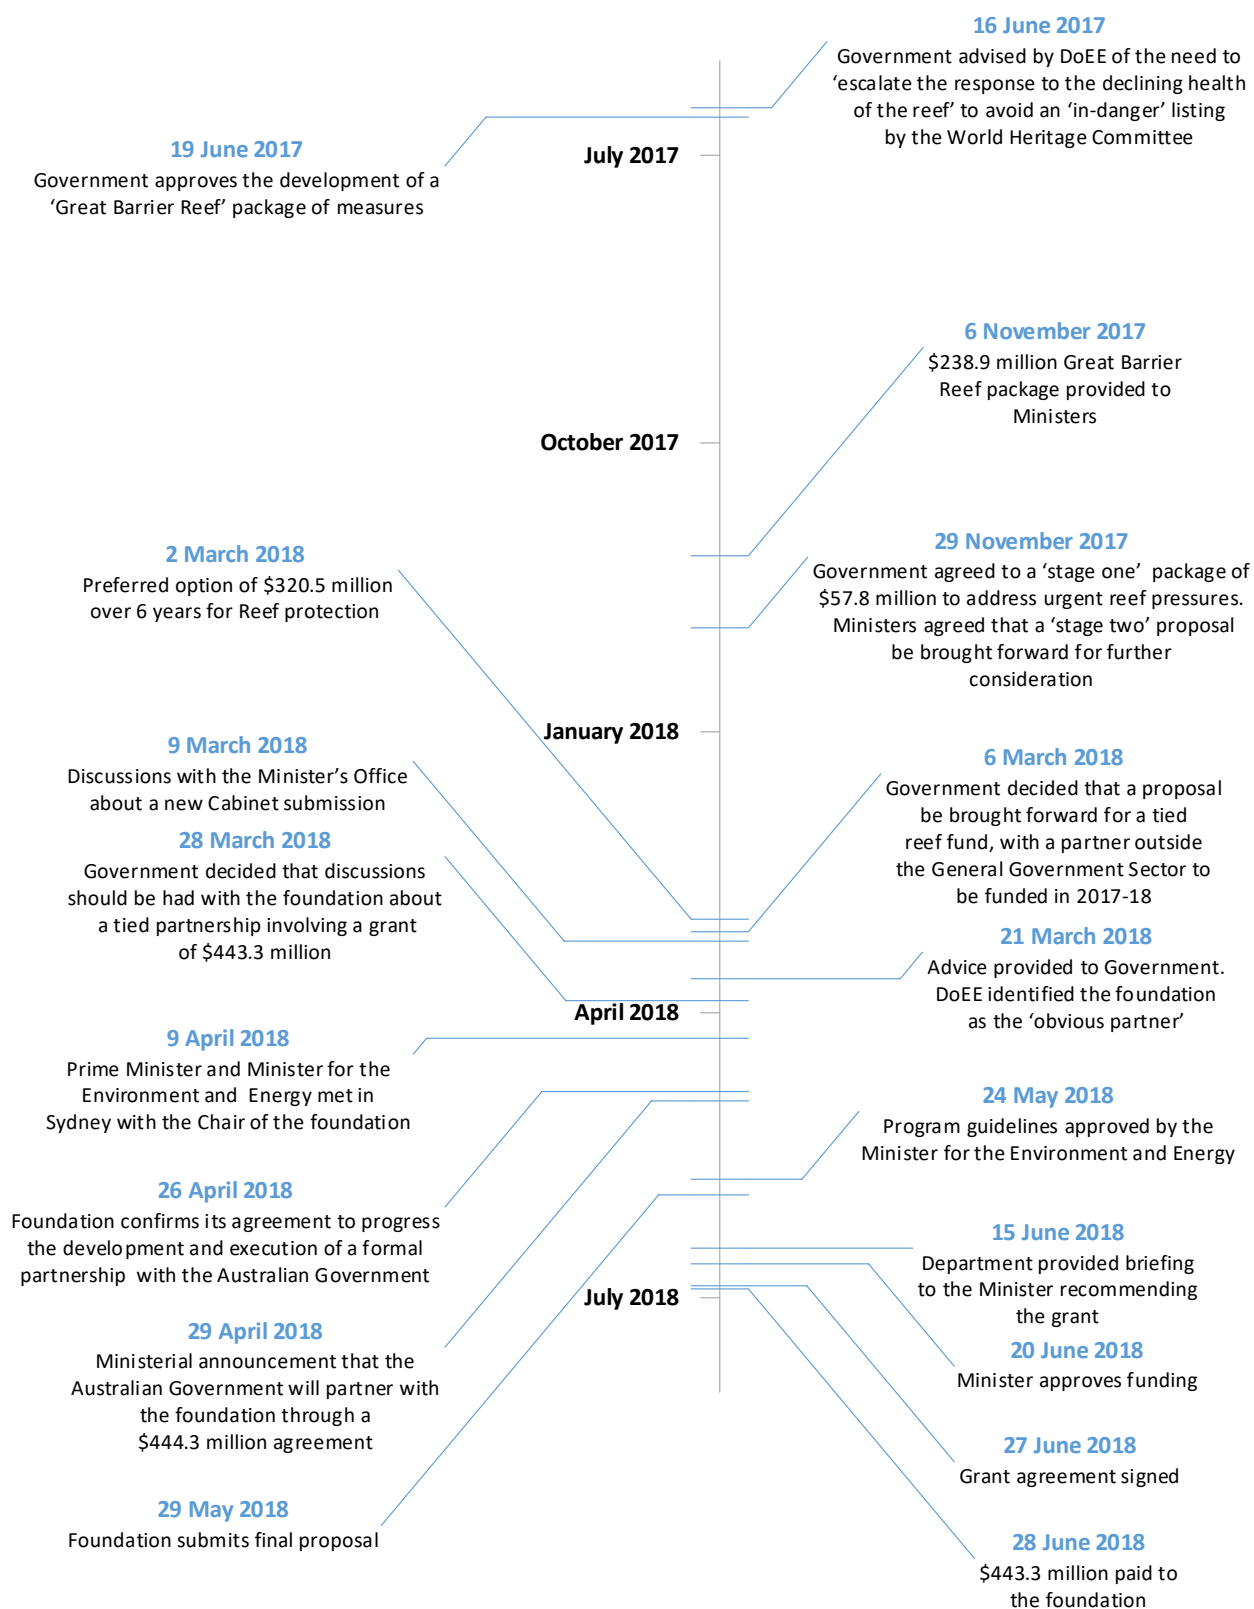 16 June 2017
Government advised by DoEE of the need to
‘escalate the response to the declining health
of the reef’ to avoid an ‘in-danger’ listing
by the World Heritage Committee
19 June 2017
Government approves the development of a
‘Great Barrier Reef’ package of measures
July 2017
6 November 2017
$238.9 million Great Barrier
Reef package provided to
Ministers
October 2017
2 March 2018
Preferred option of $320.5 million
over 6 years for Reef protection
29 November 2017
Government agreed to a ‘stage one’ package of
$57.8 million to address urgent reef pressures.
Ministers agreed that a ‘stage two’ proposal
be brought forward for further
consideration
January 2018
9 March 2018
Discussions with the Minister’s Office
about a new Cabinet submission
6 March 2018
Government decided that a proposal
be brought forward for a tied
reef fund, with a partner outside
the General Government Sector to
be funded in 2017-18
28 March 2018
Government decided that discussions
should be had with the foundation about
a tied partnership involving a grant
of $443.3 million
21 March 2018
Advice provided to Government.
DoEE identified the foundation
as the ‘obvious partner’
April 2018
9 April 2018
Prime Minister and Minister for the
Environment and Energy met in
Sydney with the Chair of the foundation
24 May 2018
Program guidelines approved by the
Minister for the Environment and Energy
26 April 2018
Foundation confirms its agreement to progress
the development and execution of a formal
partnership with the Australian Government
15 June 2018
Department provided briefing
to the Minister recommending
the grant
July 2018
29 April 2018
Ministerial announcement that the
Australian Government will partner with
the foundation through a
$444.3 million agreement
20 June 2018
Minister approves funding
27 June 2018
Grant agreement signed
29 May 2018
Foundation submits final proposal
28 June 2018
$443.3 million paid to
the foundation